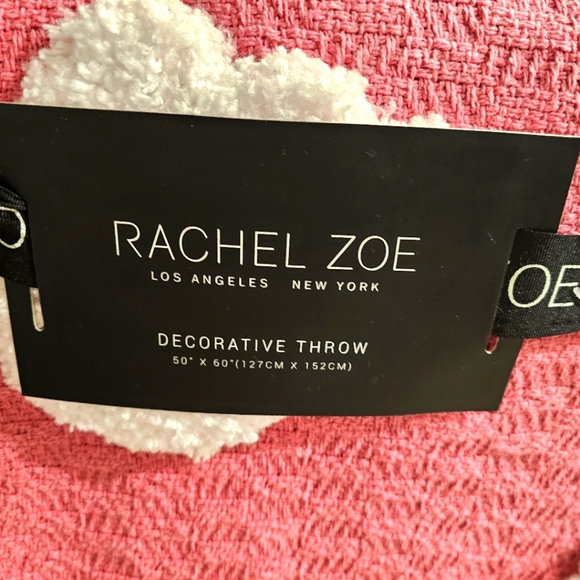 RACHEL ZOE
LOS ANGELES NEW YORK
DECORATIVE THROW
50" X 60"(127CM X 152CM)